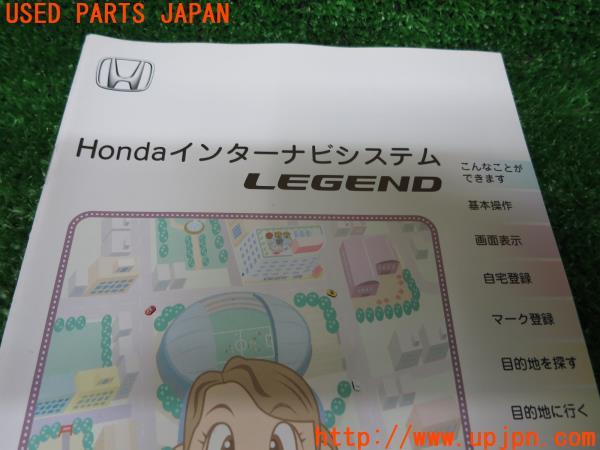 USED PARTS JAPAN
Hondaインターナビシステム
LEGEND
こんなことが
できます
基本操作
画面表示
自宅登録
マーク登録
目的地を探す
目的地に行く
http://www.upjpn.com